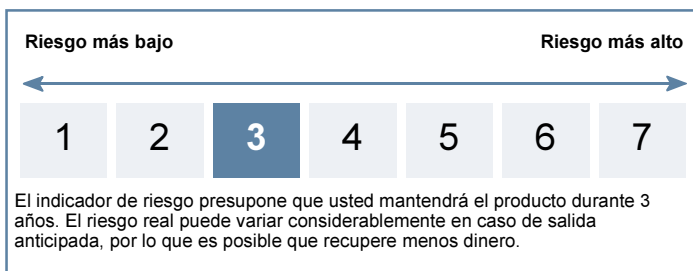 Riesgo más bajo Riesgo más alto
1 2 3 4 5 6 7
El indicador de riesgo presupone que usted mantendrá el producto durante 3
años. El riesgo real puede variar considerablemente en caso de salida
anticipada, por lo que es posible que recupere menos dinero.